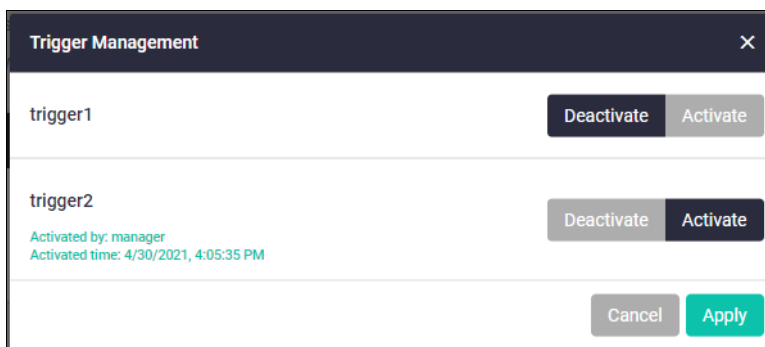 Trigger Management
trigger1
Deactivate Activate
trigger2
Activated by: manager
Activated time: 4/30/2021, 4:05:35 PM
Deactivate Activate
Cancel Apply